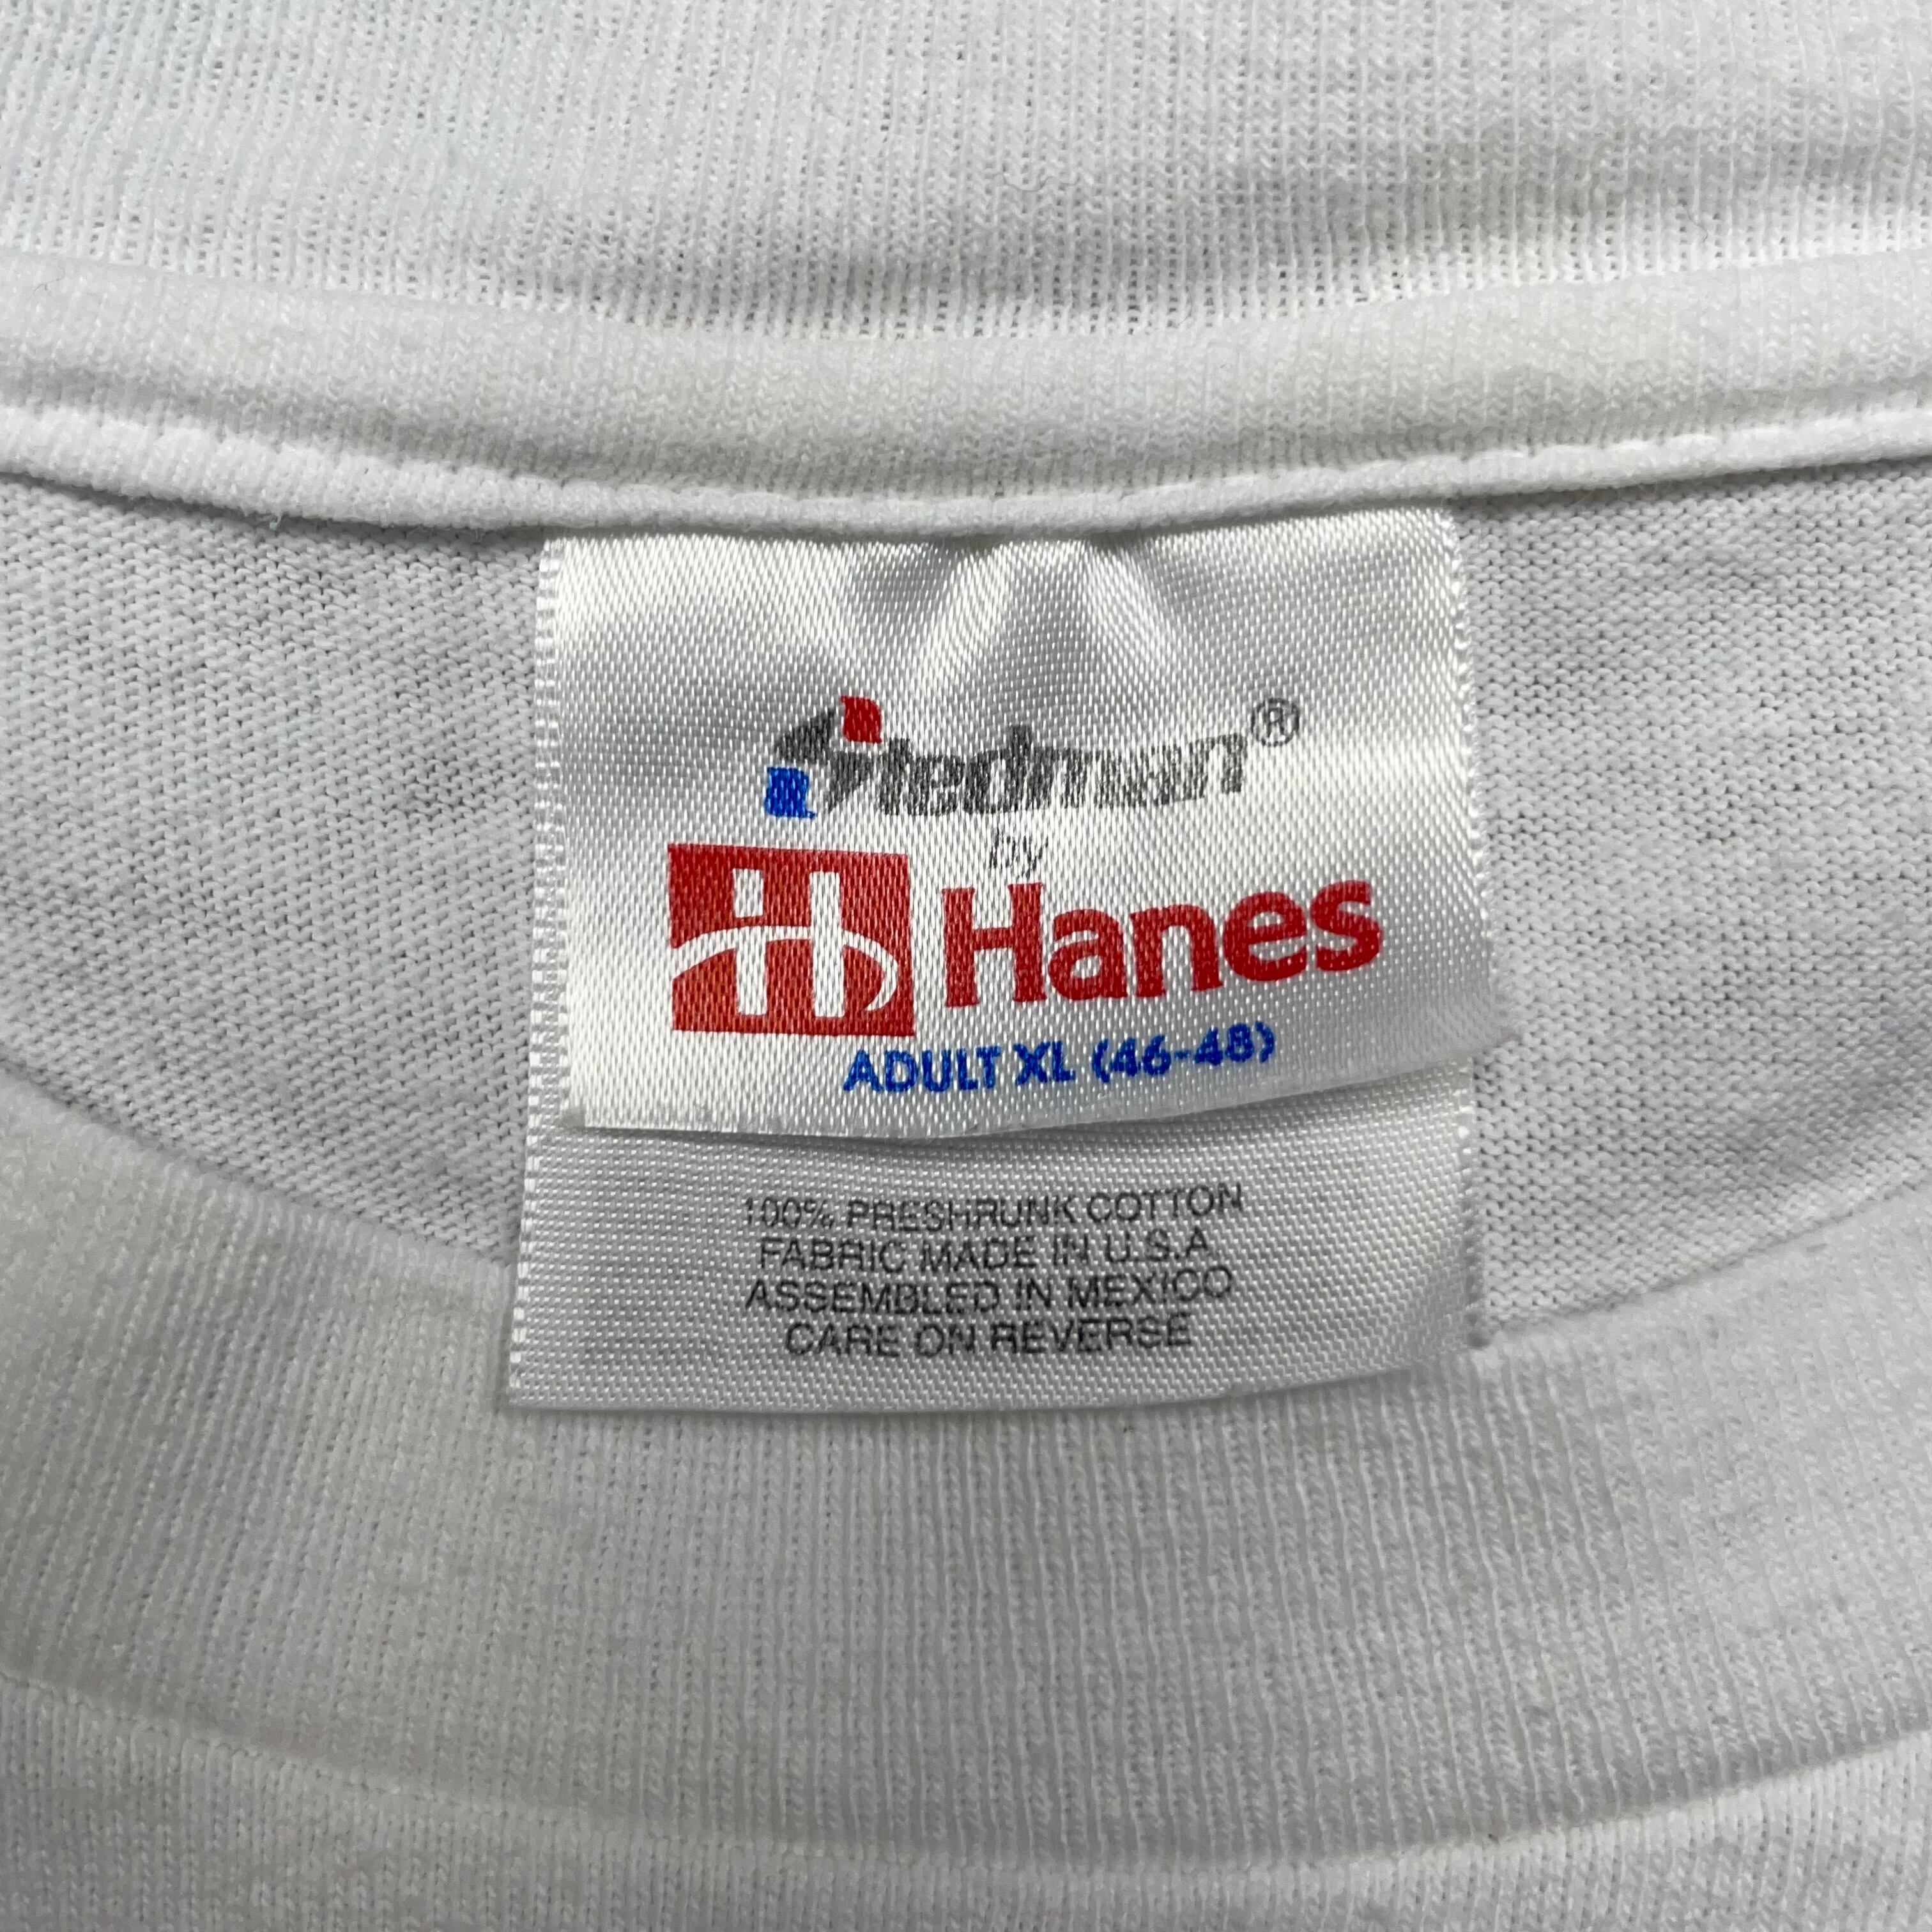 Stedman®
by
Hanes
ADULT XL (46-48)
100% PRESHRUNK COTTON
FABRIC MADE IN U.S.A
ASSEMBLED IN MEXICO
CARE ON REVERSE